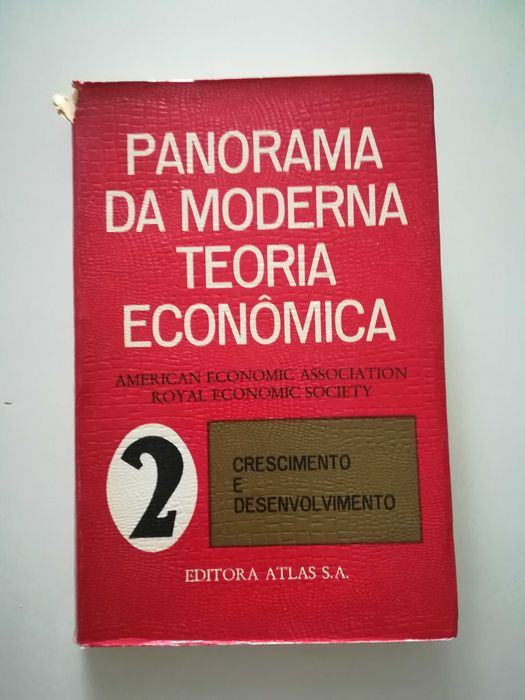 PANORAMA
DA MODERNA
TEORIA
ECONÔMICA
AMERICAN ECONOMIC ASSOCIATION
ROYAL ECONOMIC SOCIETY
2
CRESCIMENTO
E
DESENVOLVIMENTO
EDITORA ATLAS S.A.